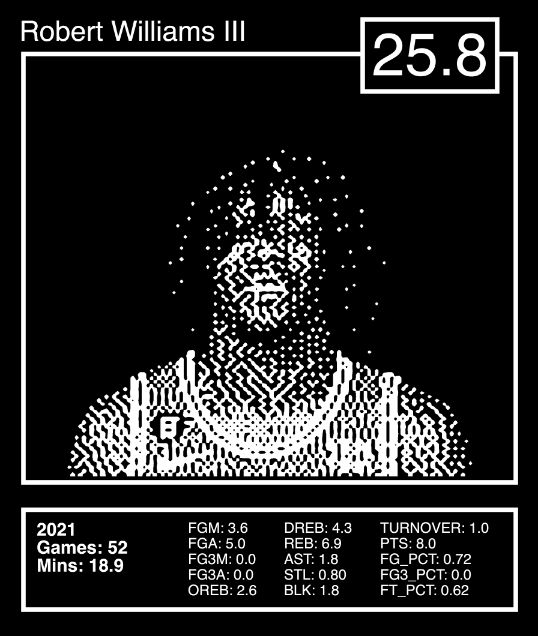 Robert Williams III
25.8
2021
Games: 52
Mins: 18.9
FGM: 3.6
FGA: 5.0
FG3M: 0.0
FG3A: 0.0
OREB: 2.6
DREB: 4.3
REB: 6.9
AST: 1.8
STL: 0.80
BLK: 1.8
TURNOVER: 1.0
PTS: 8.0
FG_PCT: 0.72
FG3_PCT: 0.0
FT_PCT: 0.62